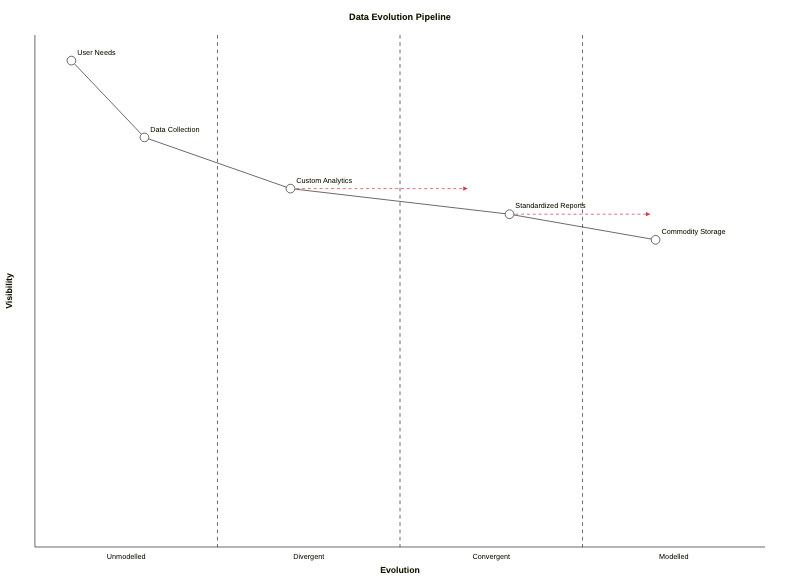 Data Evolution Pipeline
User Needs
Data Collection
Custom Analytics
Standardized Reports
Commodity Storage
Visibility
Unmodelled
Divergent
Convergent
Modelled
Evolution